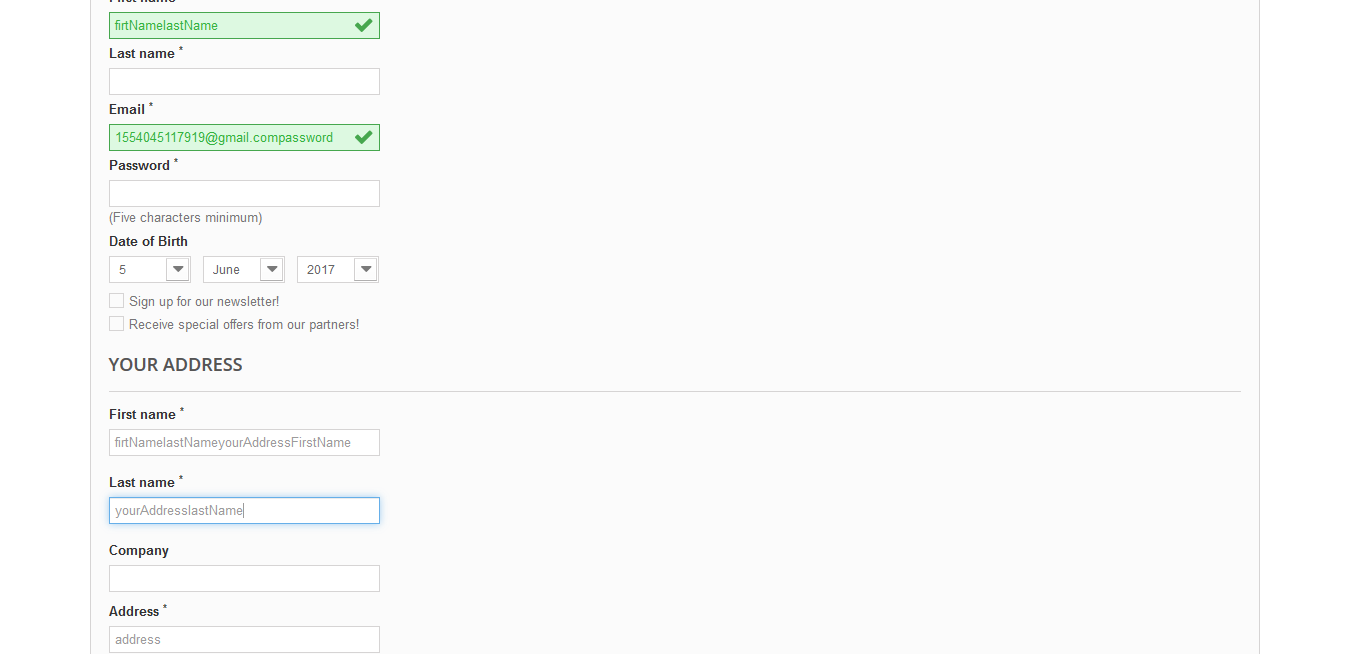 First name
firtNamelastName
Last name *
Email *
1554045117919@gmail.compassword
Password *
(Five characters minimum)
Date of Birth
5 June 2017
Sign up for our newsletter!
Receive special offers from our partners!
YOUR ADDRESS
First name *
firtNamelastNameyourAddressFirstName
Last name *
yourAddresslastName
Company
Address *
address